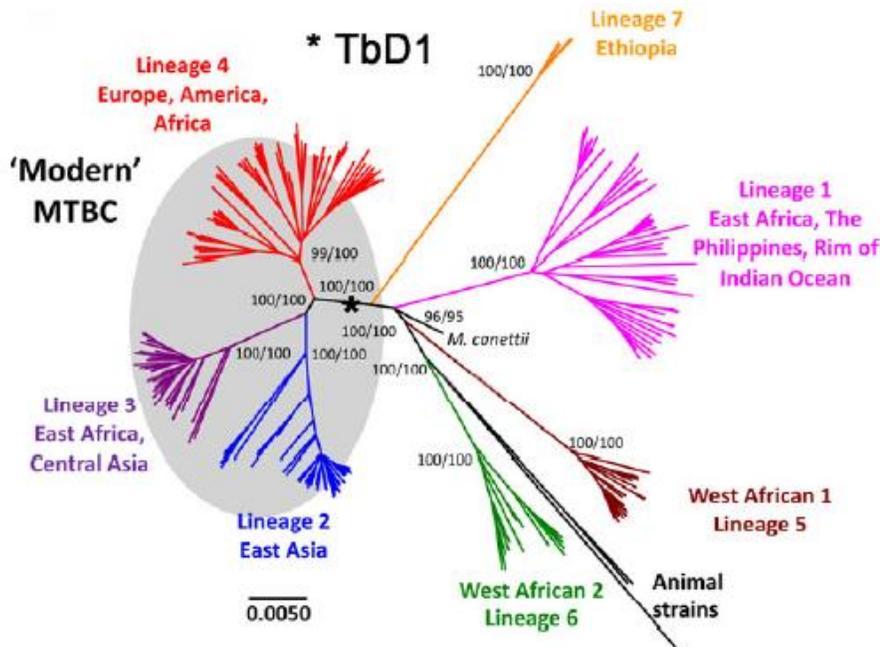 * TbD1
Lineage 7
Ethiopia
100/100
Lineage 4
Europe, America,
Africa
'Modern'
MTBC
Lineage 1
East Africa, The
Philippines, Rim of
Indian Ocean
99/100
100/100
100/100
100/100
*
96/95
100/100
M. canettii
100/100
100/100
100/100
Lineage 3
East Africa,
Central Asia
100/100
100/100
West African 1
Lineage 5
Lineage 2
East Asia
West African 2
Lineage 6
Animal
strains
0.0050